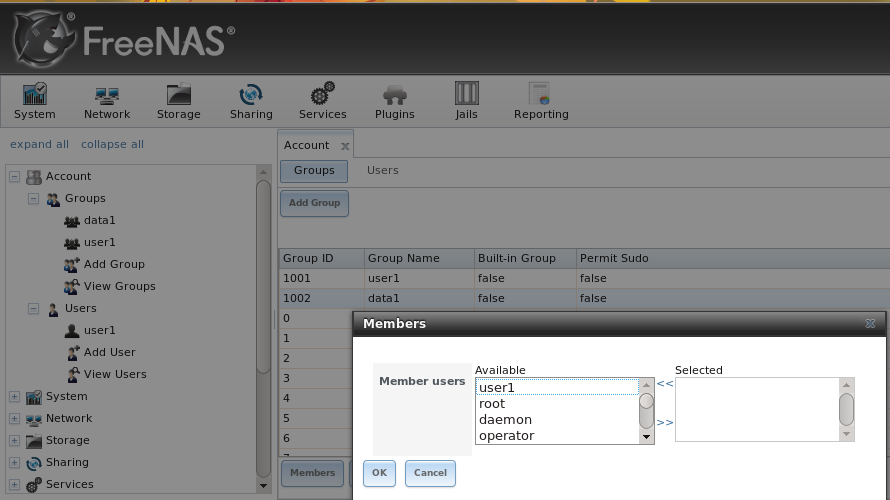 FreeNAS®
System Network Storage Sharing Services Plugins Jails Reporting
expand all collapse all
Account
Groups
data1
user1
Add Group
View Groups
Users
user1
Add User
View Users
System
Network
Storage
Sharing
Services
Account
Groups Users
Add Group
Group ID Group Name Built-in Group Permit Sudo
1001 user1 false false
1002 data1 false false
0
1
2
3
4
5
6
Members
Members
Member users
Available
user1
root
daemon
operator
<<
>>
Selected
OK Cancel